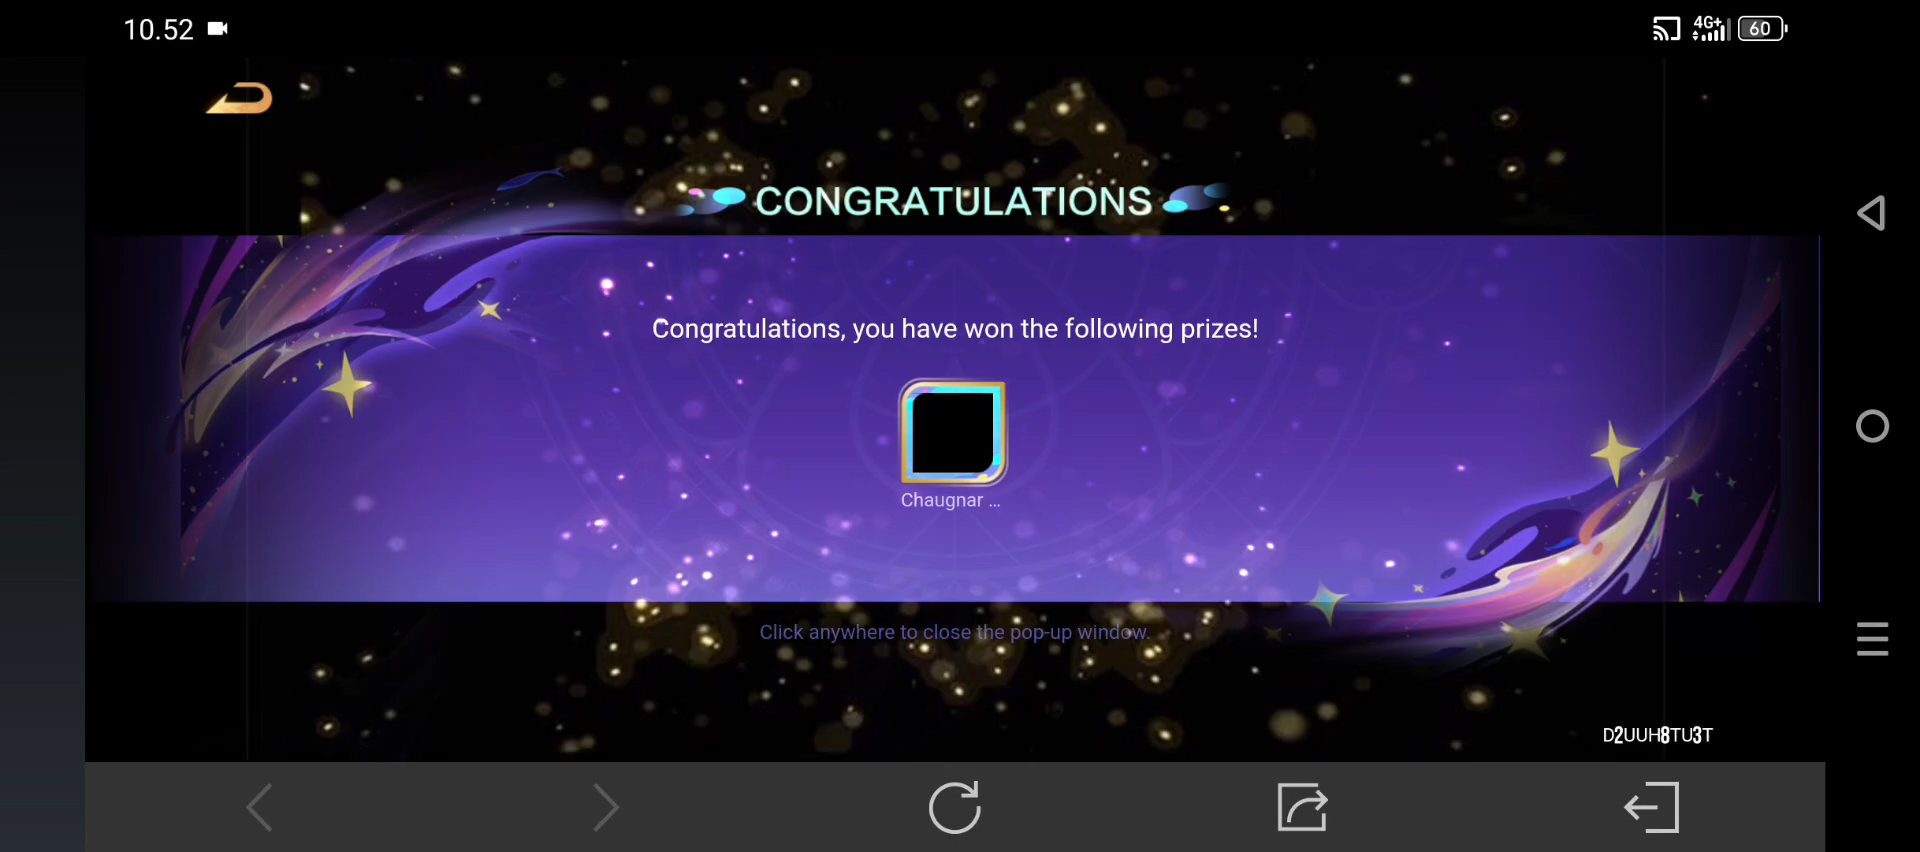 10.52
4G+
60
CONGRATULATIONS
Congratulations, you have won the following prizes!
Chaugnar ...
Click anywhere to close the pop-up window.
D2UUH8TU3T